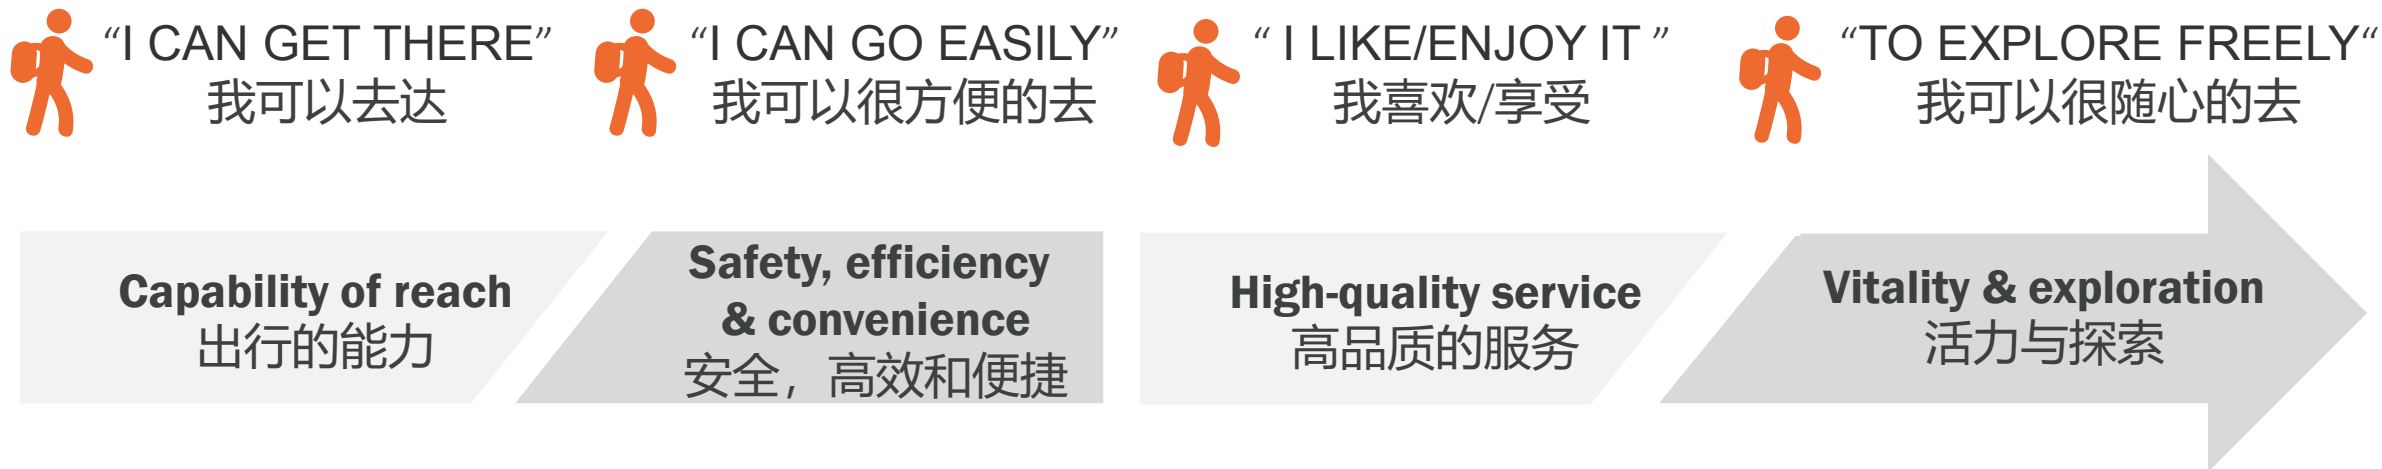 “I CAN GET THERE”
我可以去达
“I CAN GO EASILY”
我可以很方便的去
“ I LIKE/ENJOY IT ”
我喜欢/享受
“TO EXPLORE FREELY“
我可以很随心的去
Capability of reach
出行的能力
Safety, efficiency
& convenience
安全，高效和便捷
High-quality service
高品质的服务
Vitality & exploration
活力与探索